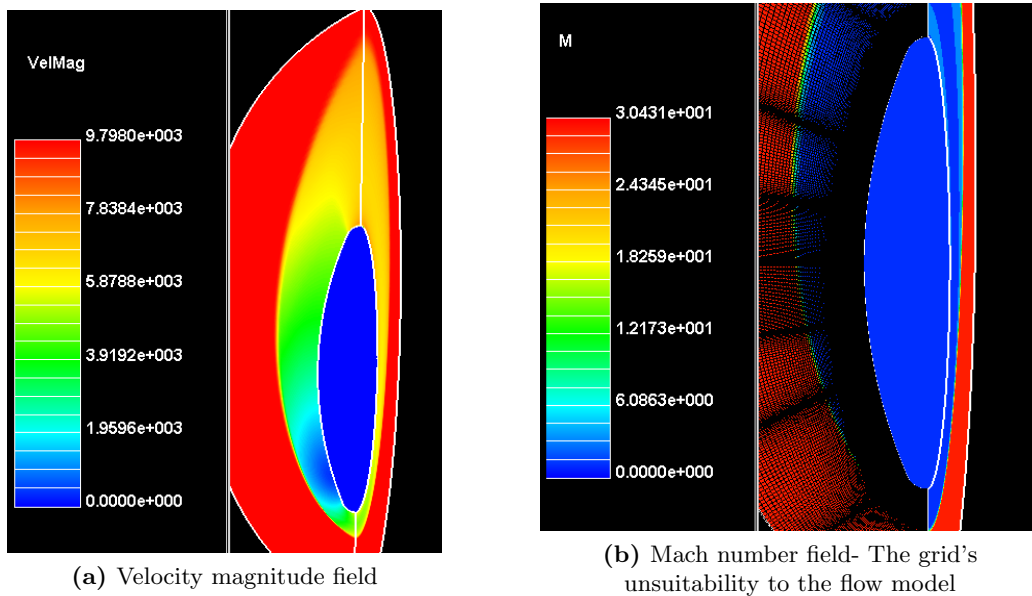 VelMag
9.7980e+003
7.8384e+003
5.8788e+003
3.9192e+003
1.9596e+003
0.0000e+000
(a) Velocity magnitude field
M
3.0431e+001
2.4345e+001
1.8259e+001
1.2173e+001
6.0863e+000
0.0000e+000
(b) Mach number field- The grid's
unsuitability to the flow model